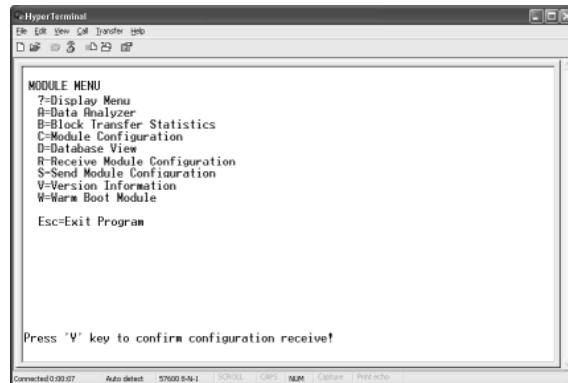 HyperTerminal
File Edit View Call Transfer Help
MODULE MENU
?=Display Menu
A=Data Analyzer
B=Block Transfer Statistics
C=Module Configuration
D=Database View
R=Receive Module Configuration
S=Send Module Configuration
V=Version Information
W=Warm Boot Module
Esc=Exit Program
Press 'Y' key to confirm configuration receive!
Connected 0:00:07 Auto detect 57600 8-N-1 SCROLL CAPS NUM Capture Print echo